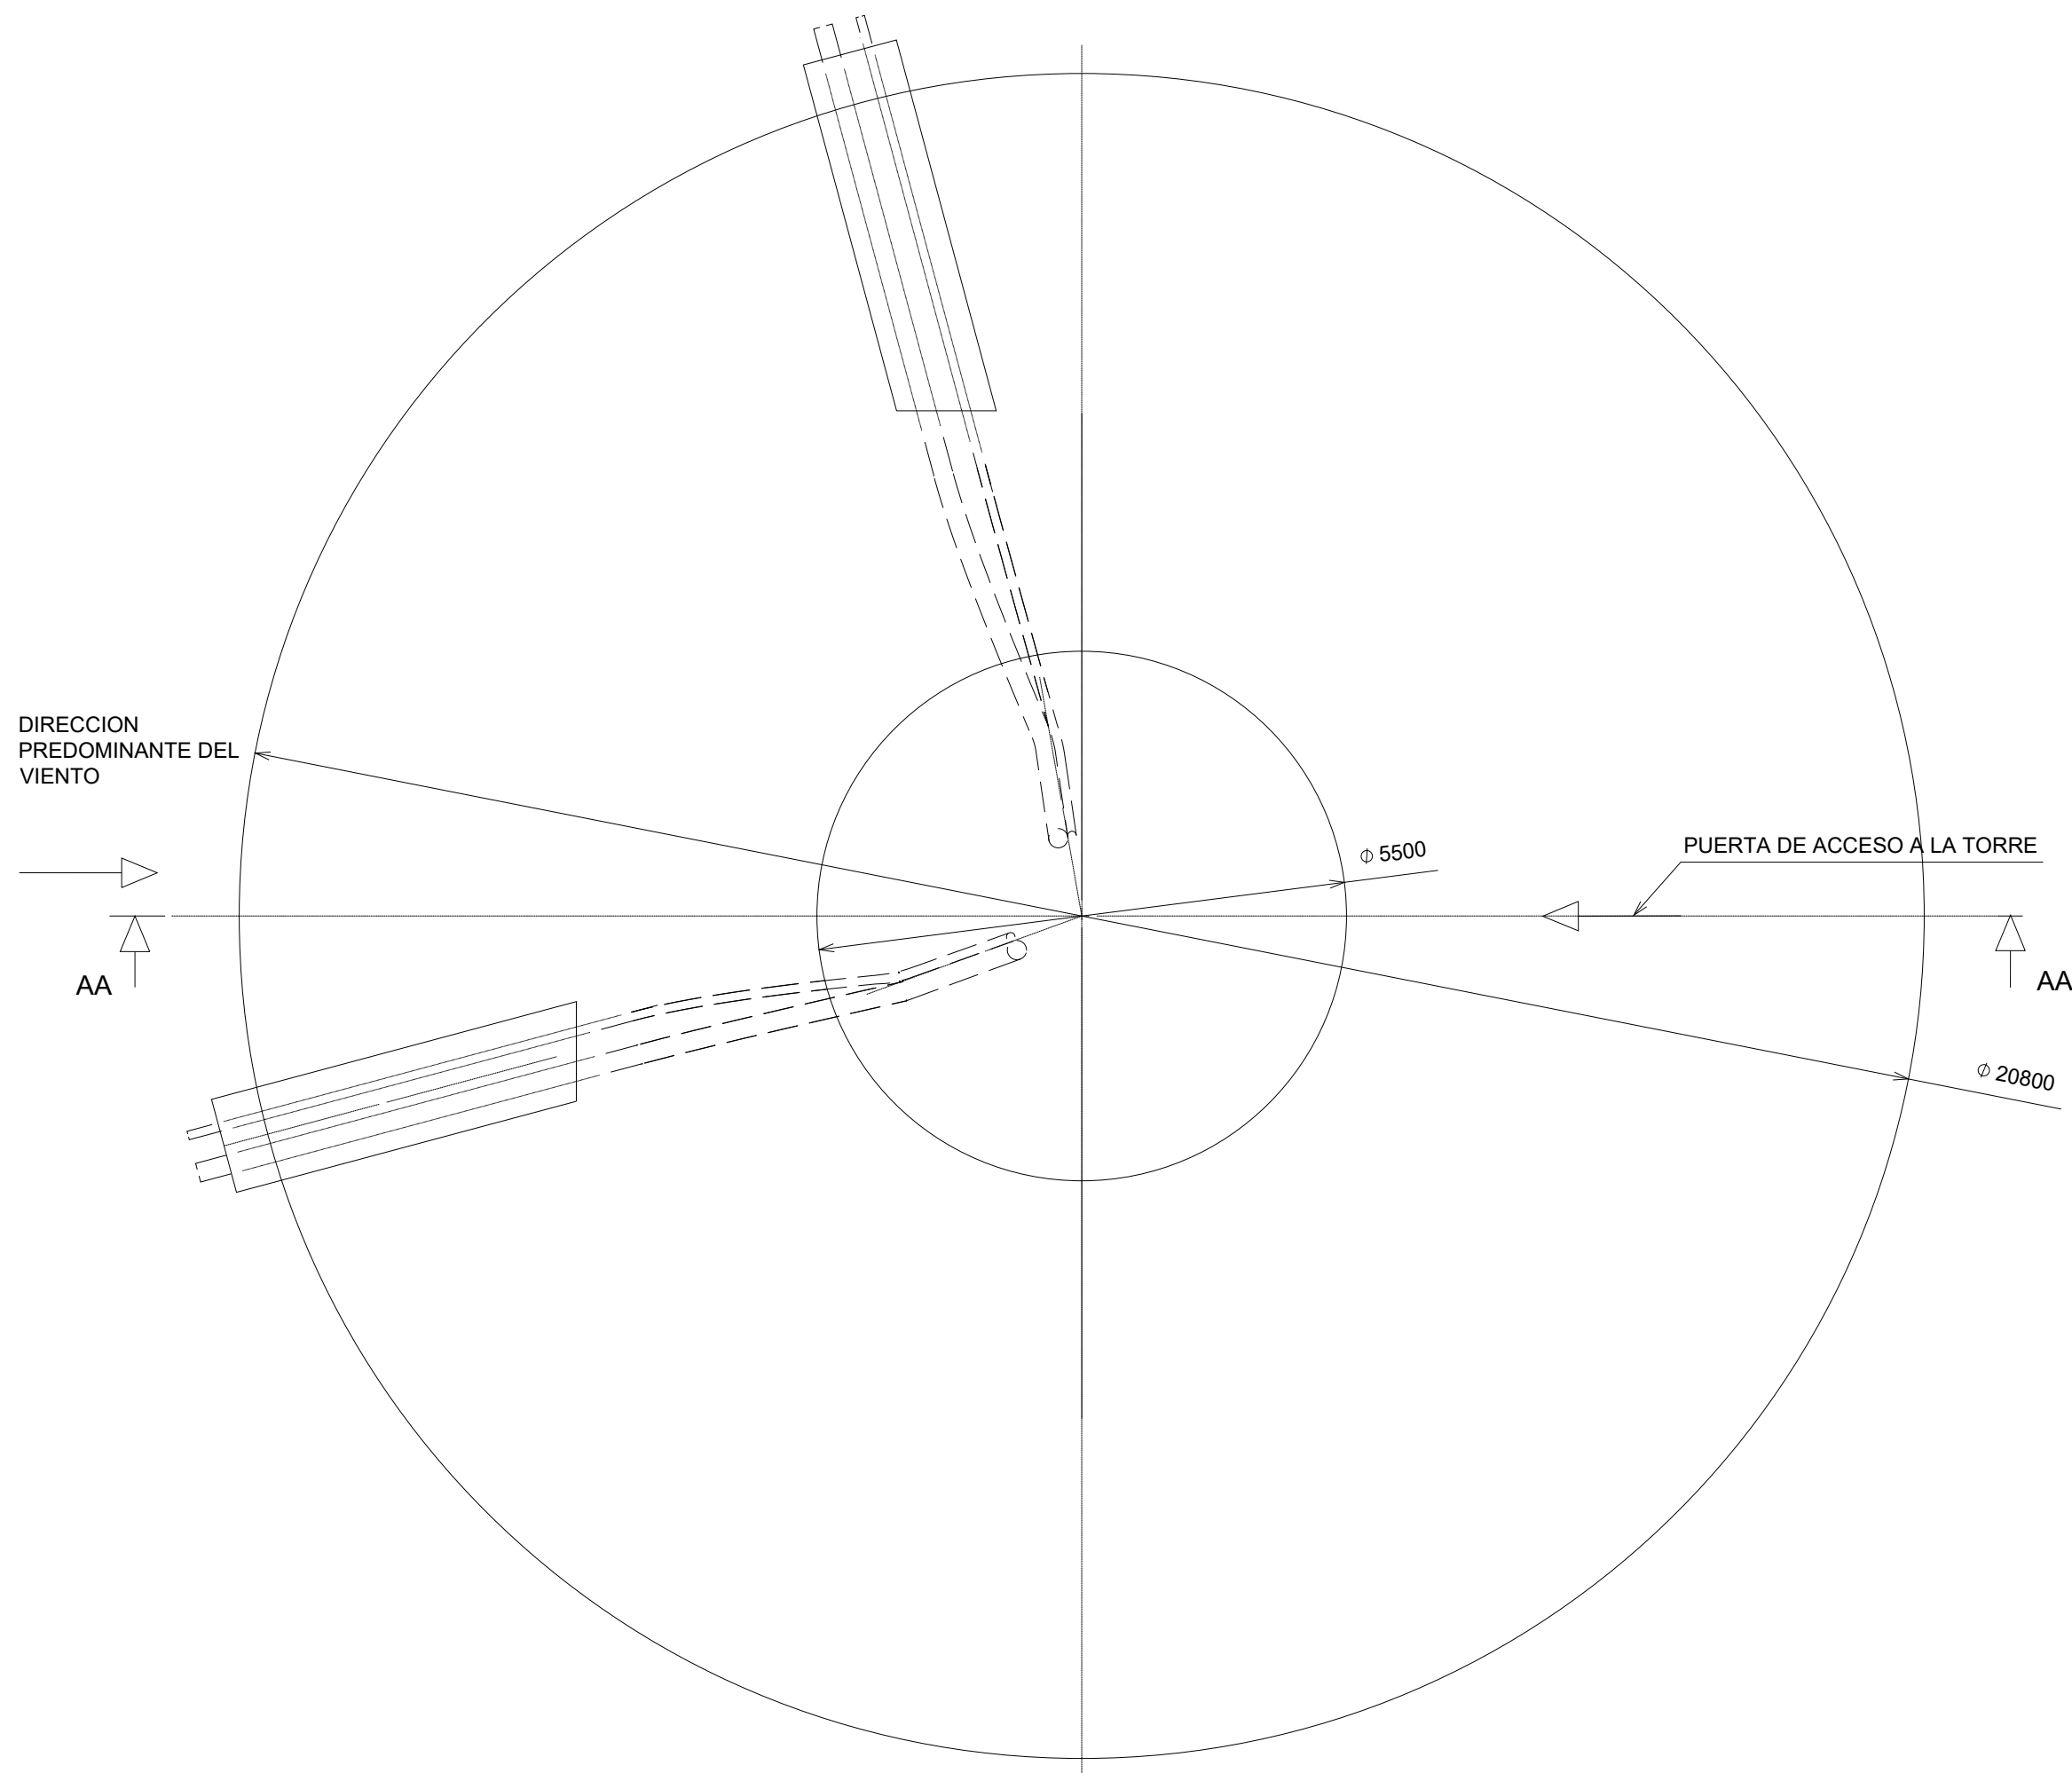 DIRECCION
PREDOMINANTE DEL
VIENTO
⌀ 5500
PUERTA DE ACCESO A LA TORRE
AA
AA
⌀ 20800